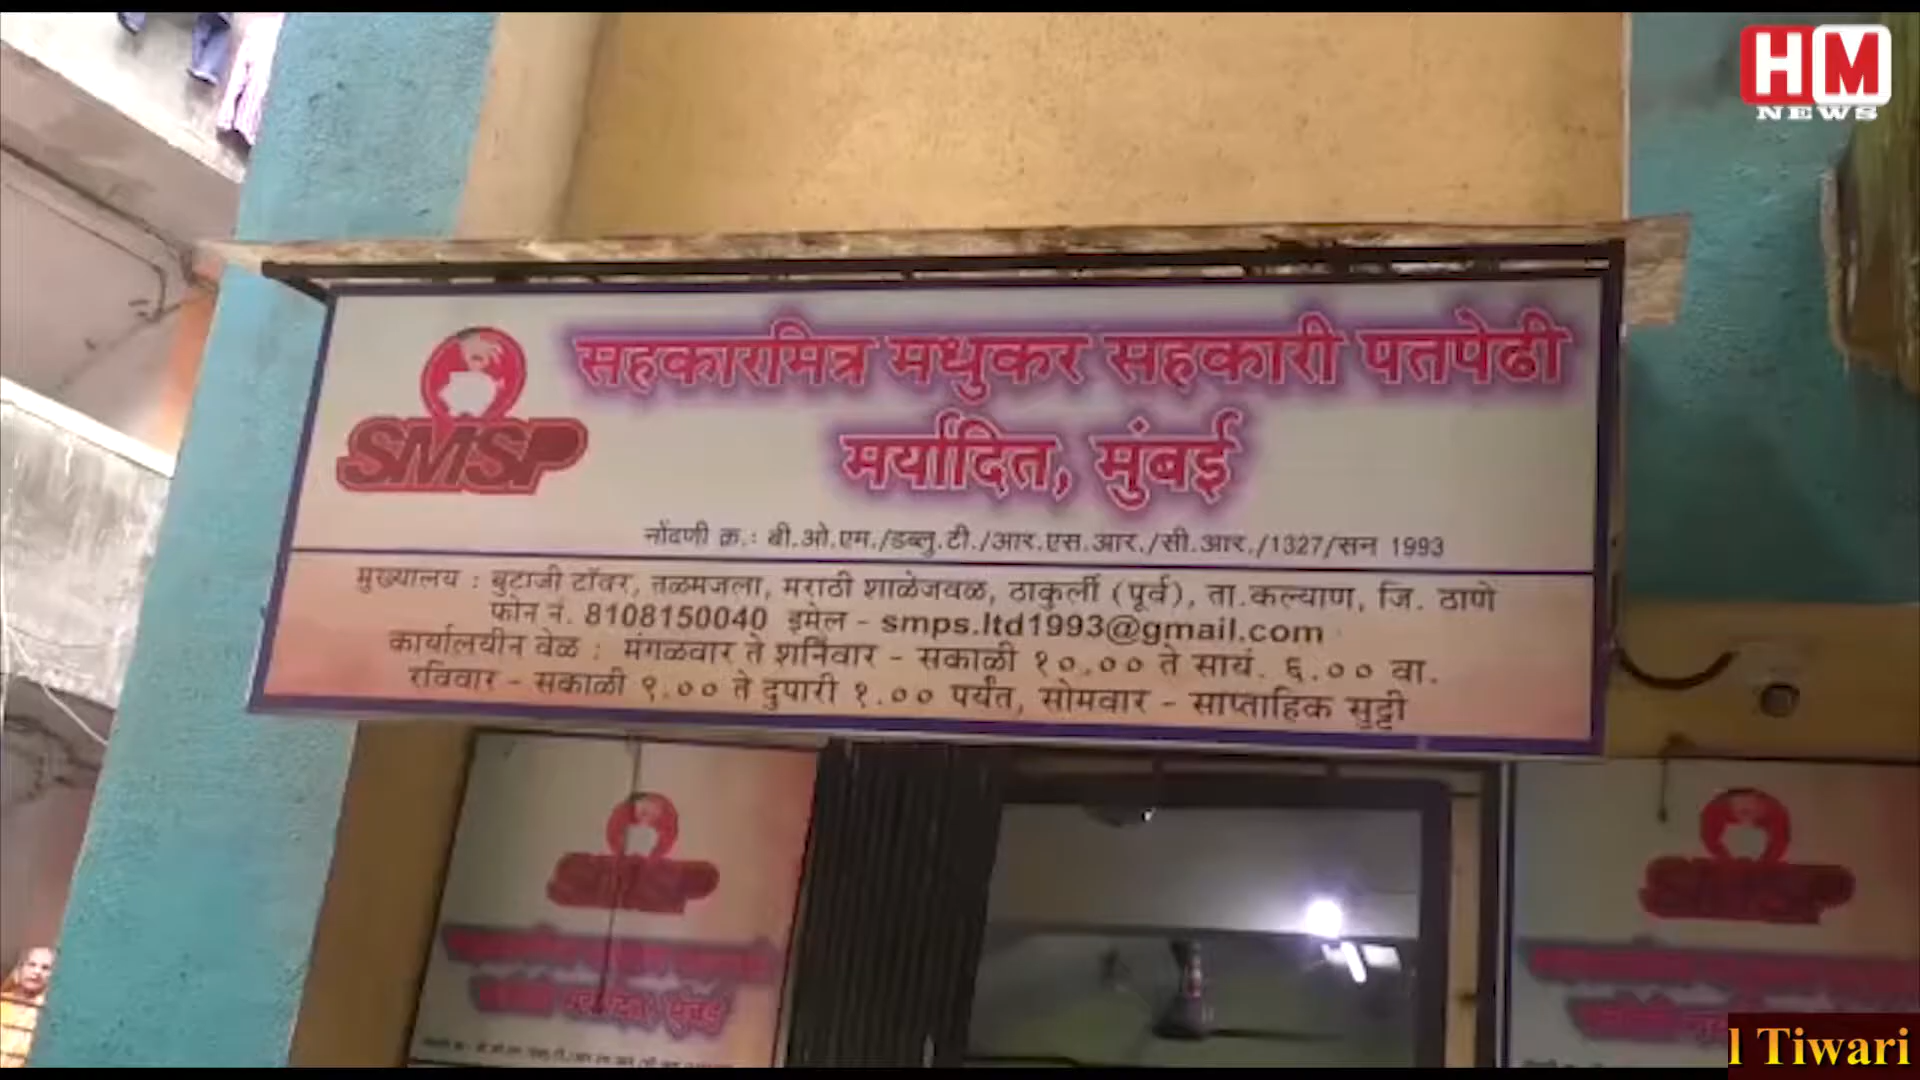 HM
NEWS
सहकारमित्र मधुकर सहकारी पतपेढी
मर्यादित, मुंबई
SMSP
नोंदणी क्र.: बी.ओ.एम./डब्लु.टी./आर.एस.आर./सी.आर./1327/सन 1993
मुख्यालय : बुटाजी टॉवर, तळमजला, मराठी शाळेजवळ, ठाकुर्ली (पूर्व), ता.कल्याण, जि. ठाणे
फोन नं. 8108150040 इमेल - smps.ltd1993@gmail.com
कार्यालयीन वेळ : मंगळवार ते शनिवार - सकाळी १०.०० ते सायं. ६.०० वा.
रविवार - सकाळी ९.०० ते दुपारी १.०० पर्यंत, सोमवार - साप्ताहिक सुट्टी
SMSP
SMSP
मर्यादित, मुंबई
l Tiwari